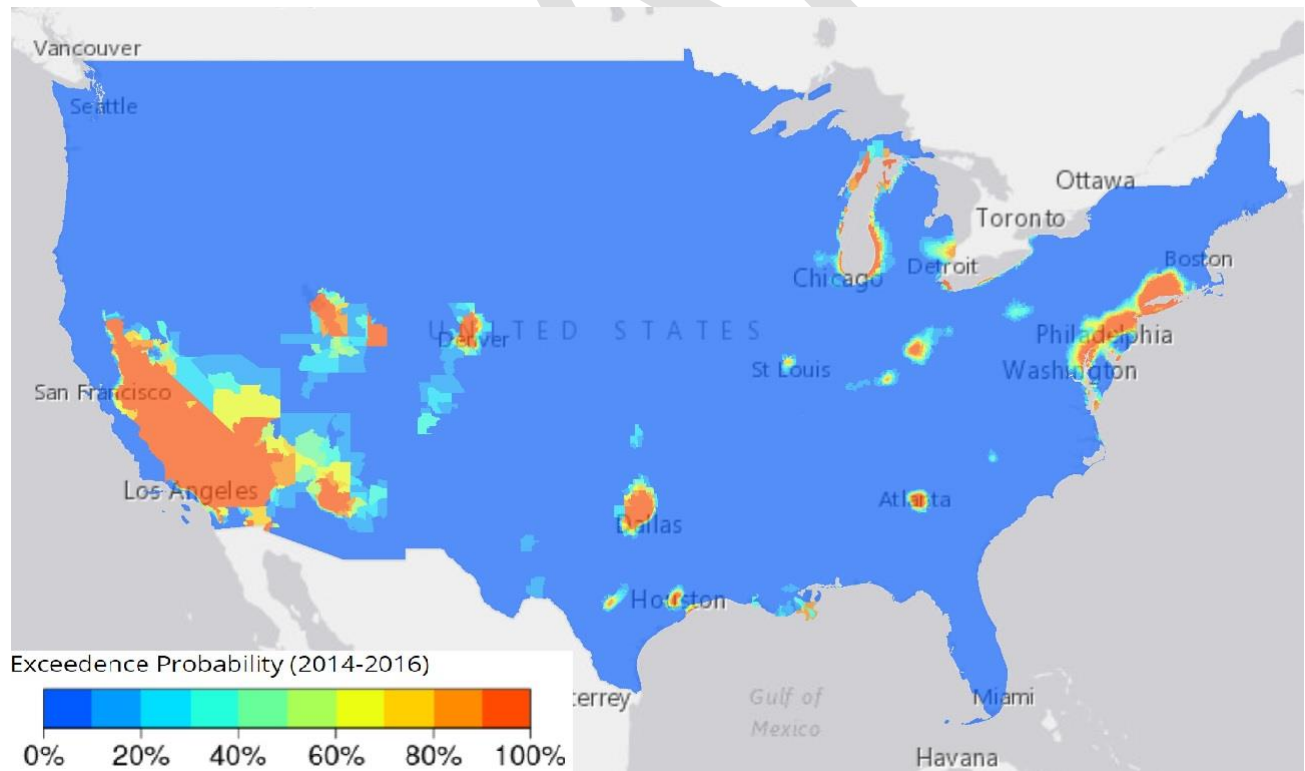 Vancouver
Seattle
Ottawa
Toronto
Boston
Chicago
Detroit
UNITED STATES
Denver
Philadelphia
St Louis
Washington
San Francisco
Los Angeles
Atlanta
Dallas
Houston
Exceedence Probability (2014-2016)
terrey
Gulf of
Mexico
Miami
0% 20% 40% 60% 80% 100%
Havana